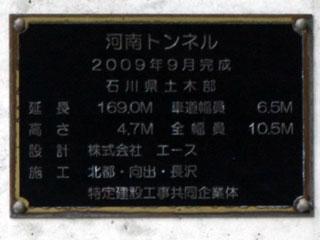 河南トンネル
2009年9月完成
石川県土木部
延長 169.0M 車道幅員 6.5M
高さ 4.7M 全幅員 10.5M
設計 株式会社 エース
施工 北都・向出・長沢
特定建設工事共同企業体